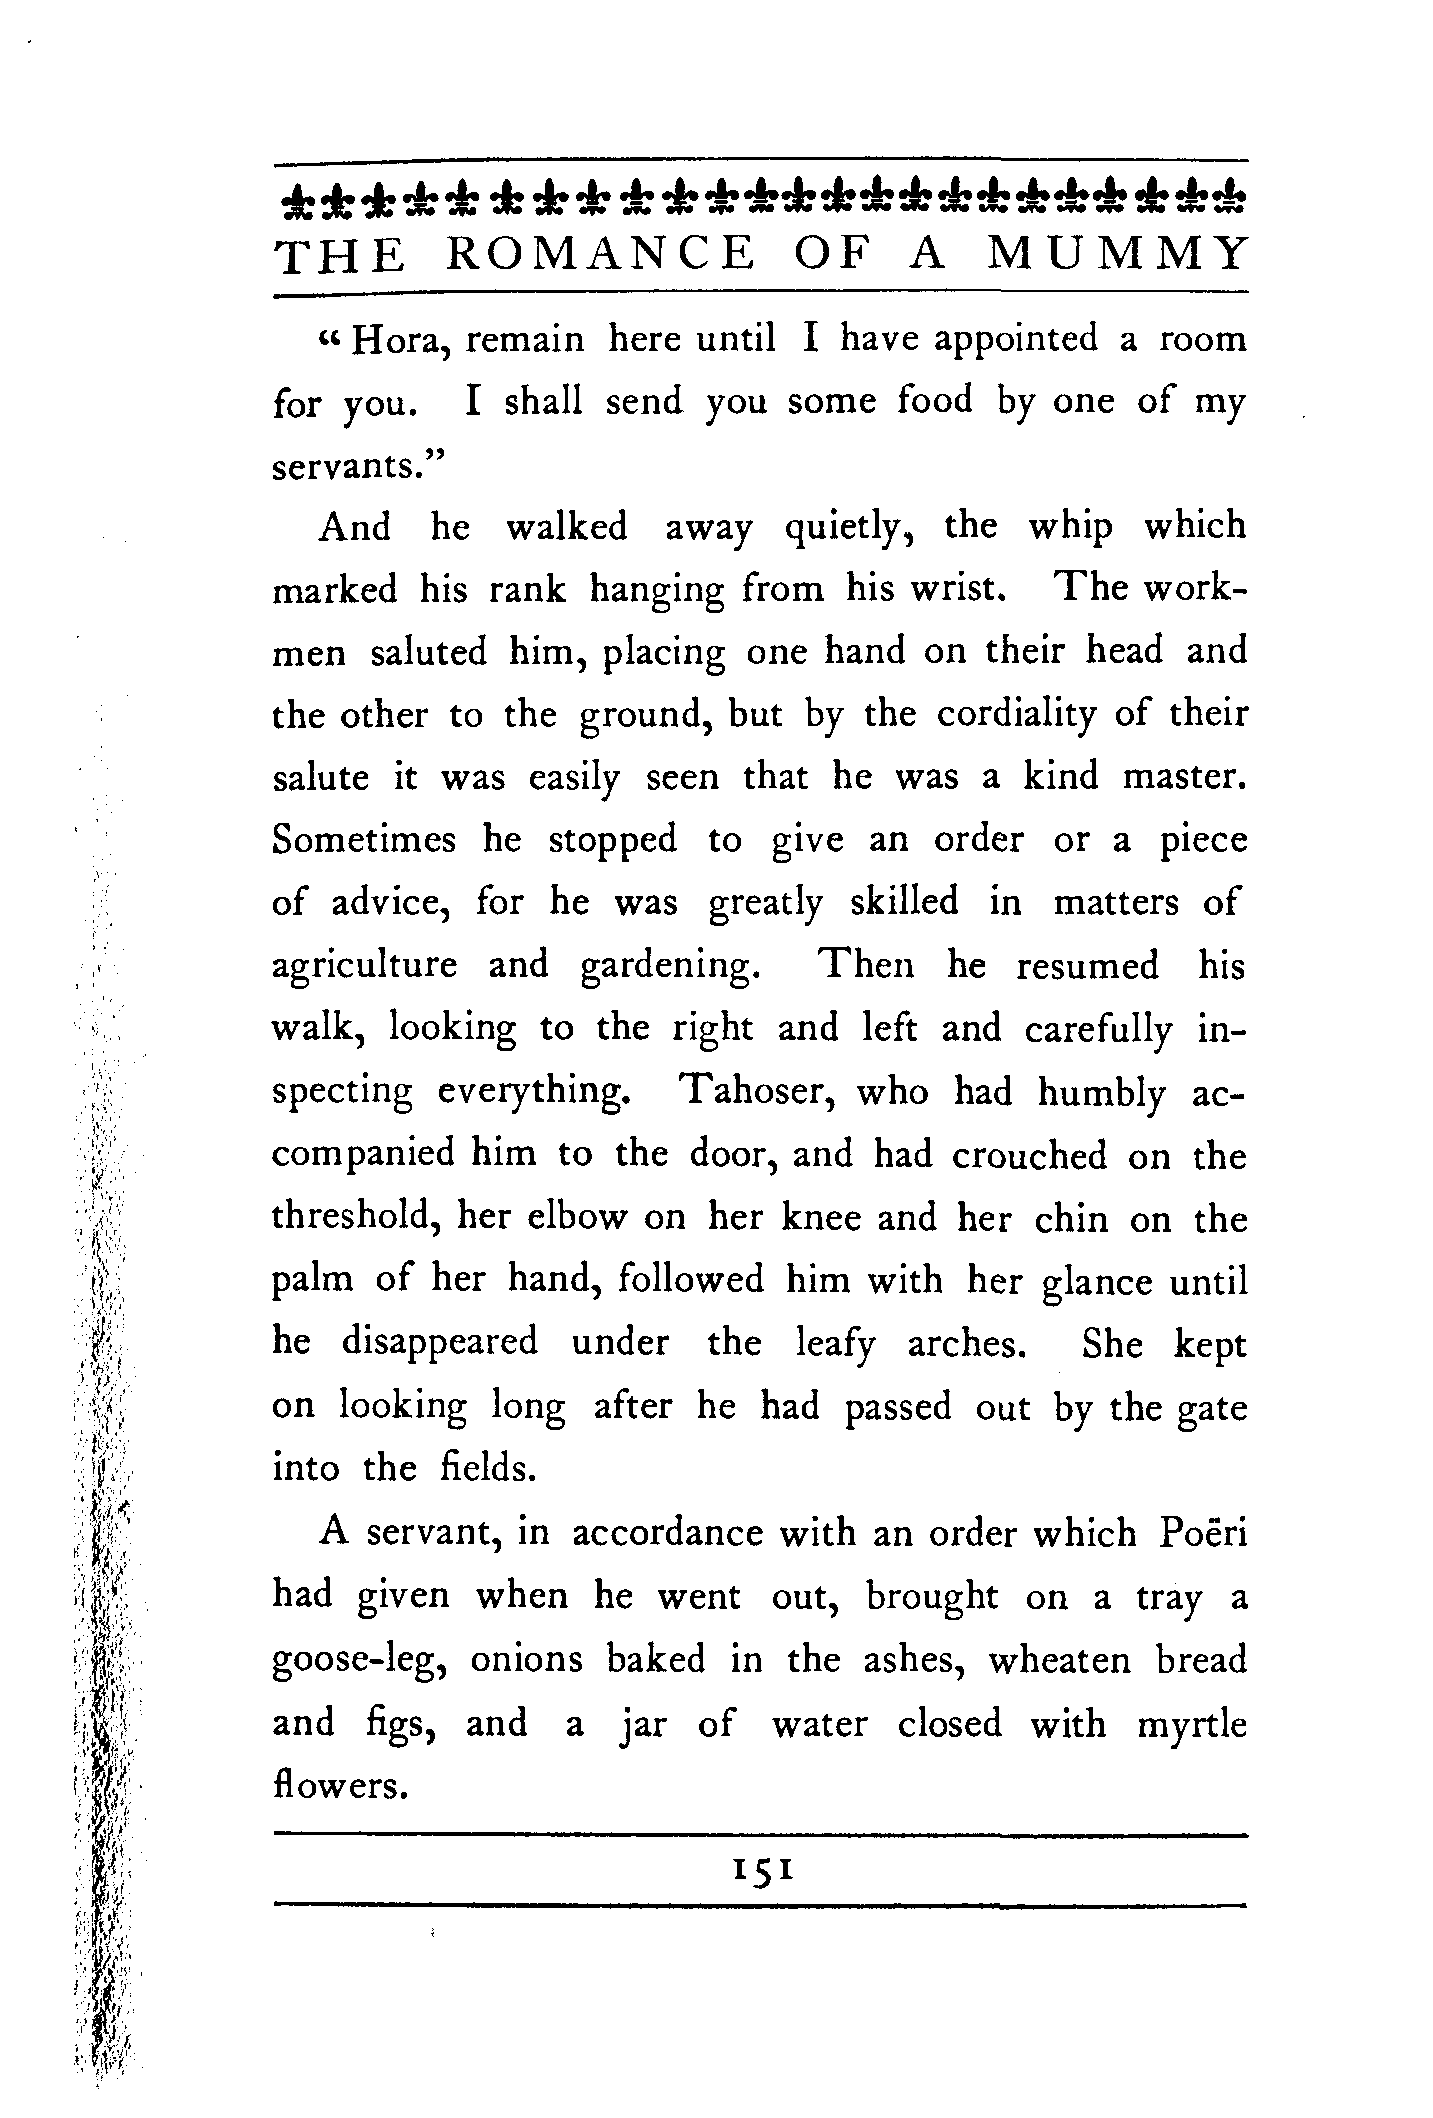 THE ROMANCE OF A MUMMY
“Hora, remain here until I have appointed a room
for you. I shall send you some food by one of my
servants.”
And he walked away quietly, the whip which
marked his rank hanging from his wrist. The work-
men saluted him, placing one hand on their head and
the other to the ground, but by the cordiality of their
salute it was easily seen that he was a kind master.
Sometimes he stopped to give an order or a piece
of advice, for he was greatly skilled in matters of
agriculture and gardening. Then he resumed his
walk, looking to the right and left and carefully in-
specting everything. Tahoser, who had humbly ac-
companied him to the door, and had crouched on the
threshold, her elbow on her knee and her chin on the
palm of her hand, followed him with her glance until
he disappeared under the leafy arches. She kept
on looking long after he had passed out by the gate
into the fields.
A servant, in accordance with an order which Poëri
had given when he went out, brought on a tray a
goose-leg, onions baked in the ashes, wheaten bread
and figs, and a jar of water closed with myrtle
flowers.
151